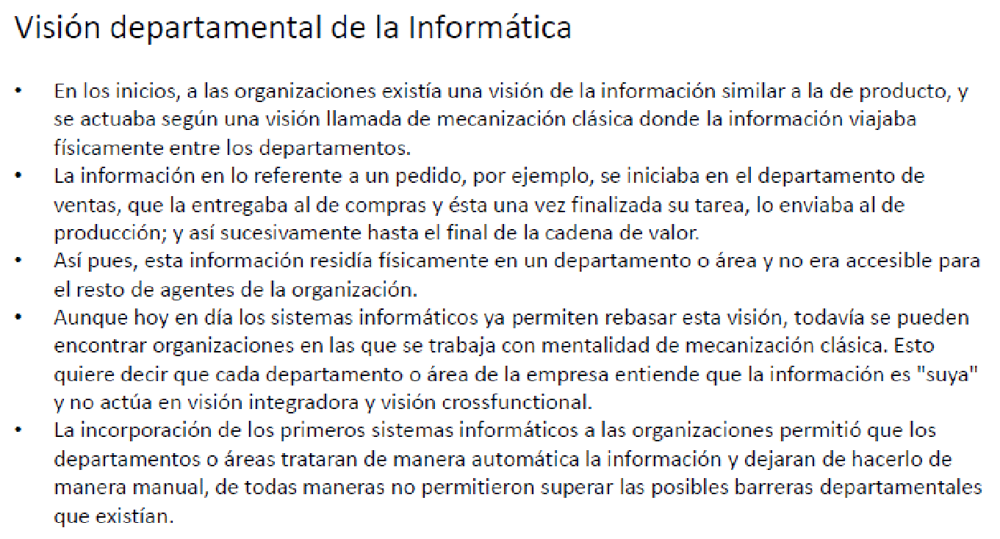 Visión departamental de la Informática
• En los inicios, a las organizaciones existía una visión de la información similar a la de producto, y
se actuaba según una visión llamada de mecanización clásica donde la información viajaba
físicamente entre los departamentos.
• La información en lo referente a un pedido, por ejemplo, se iniciaba en el departamento de
ventas, que la entregaba al de compras y ésta una vez finalizada su tarea, lo enviaba al de
producción; y así sucesivamente hasta el final de la cadena de valor.
• Así pues, esta información residía físicamente en un departamento o área y no era accesible para
el resto de agentes de la organización.
• Aunque hoy en día los sistemas informáticos ya permiten rebasar esta visión, todavía se pueden
encontrar organizaciones en las que se trabaja con mentalidad de mecanización clásica. Esto
quiere decir que cada departamento o área de la empresa entiende que la información es "suya"
y no actúa en visión integradora y visión crossfunctional.
• La incorporación de los primeros sistemas informáticos a las organizaciones permitió que los
departamentos o áreas trataran de manera automática la información y dejaran de hacerlo de
manera manual, de todas maneras no permitieron superar las posibles barreras departamentales
que existían.